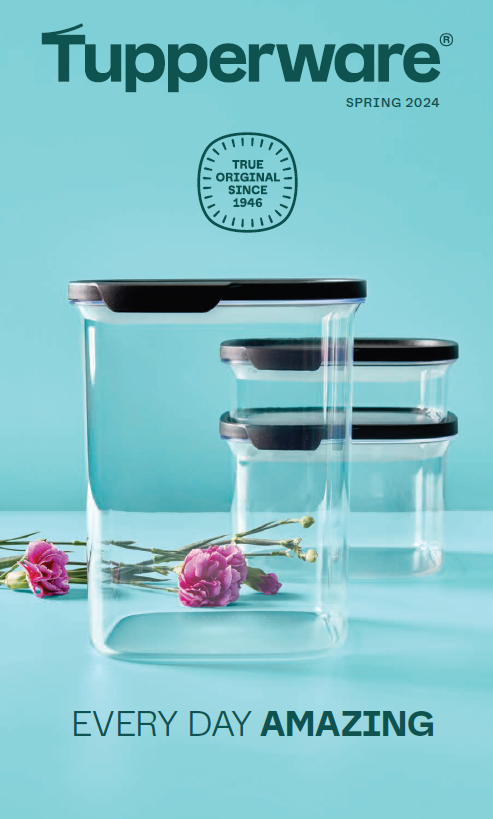 Tupperware®
SPRING 2024
TRUE
ORIGINAL
SINCE
1946
EVERY DAY AMAZING